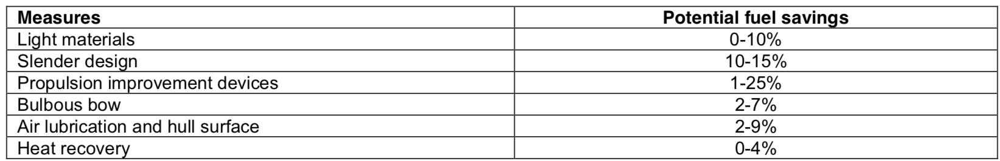 Measures Potential fuel savings
Light materials 0-10%
Slender design 10-15%
Propulsion improvement devices 1-25%
Bulbous bow 2-7%
Air lubrication and hull surface 2-9%
Heat recovery 0-4%